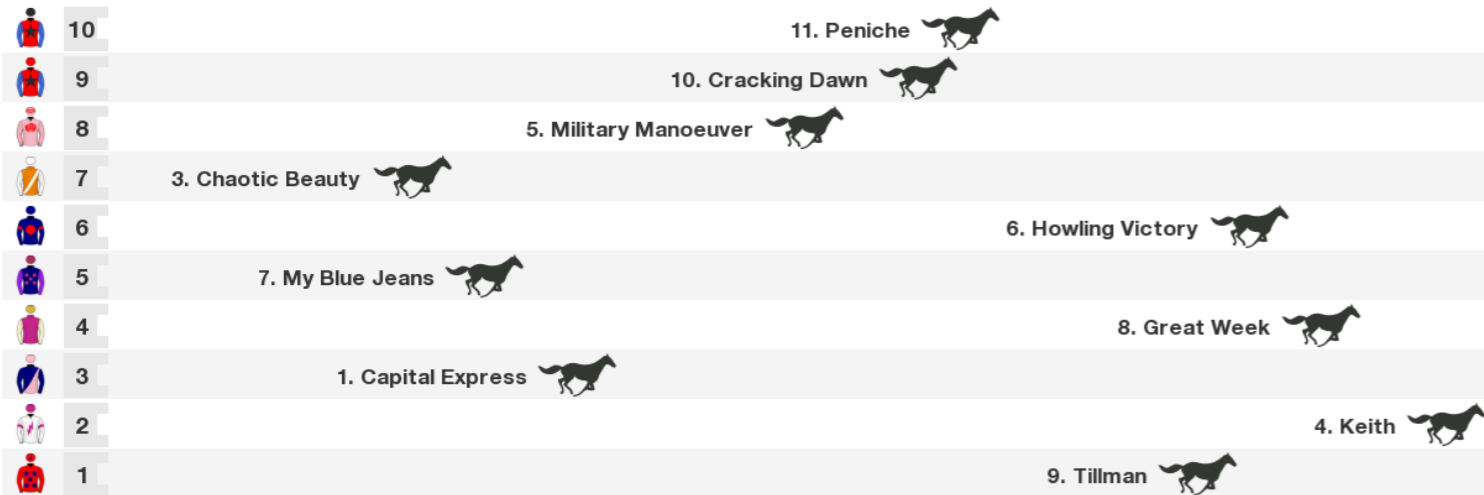 10 11. Peniche
9 10. Cracking Dawn
8 5. Military Manoeuver
7 3. Chaotic Beauty
6 6. Howling Victory
5 7. My Blue Jeans
4 8. Great Week
3 1. Capital Express
2 4. Keith
1 9. Tillman